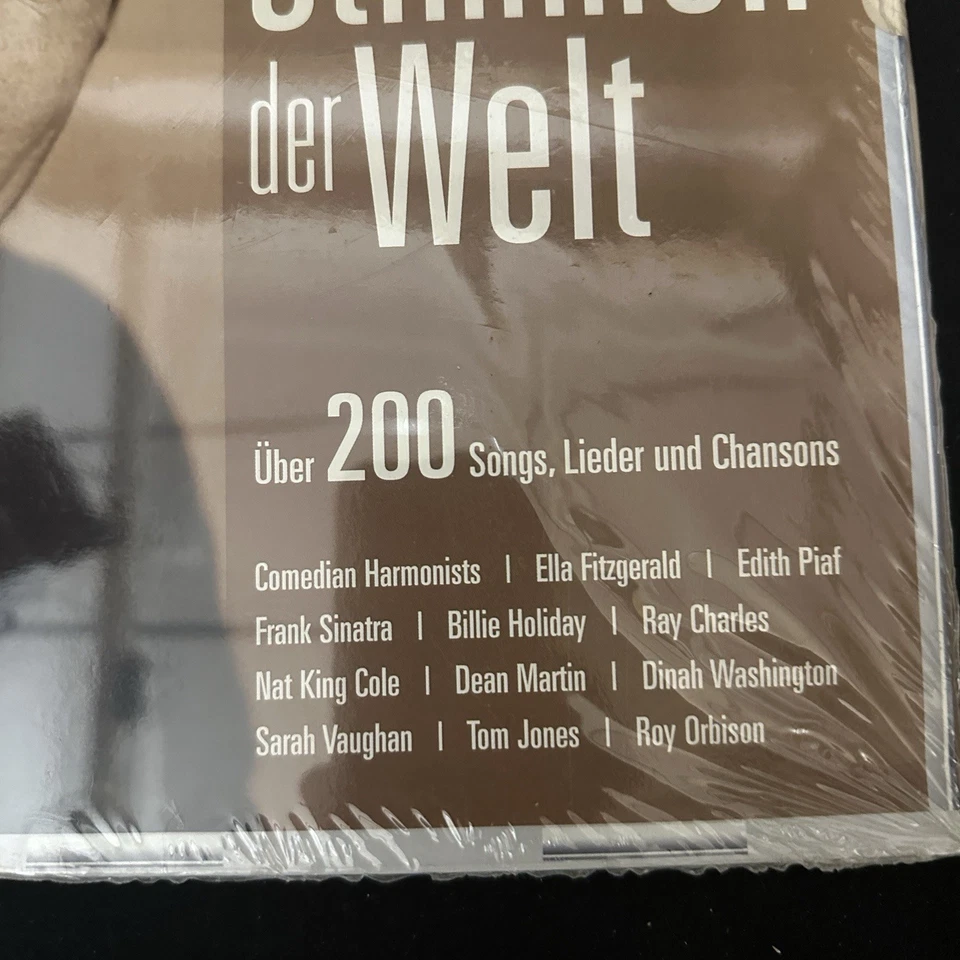 Stimmen
der Welt
Über 200 Songs, Lieder und Chansons
Comedian Harmonists | Ella Fitzgerald | Edith Piaf
Frank Sinatra | Billie Holiday | Ray Charles
Nat King Cole | Dean Martin | Dinah Washington
Sarah Vaughan | Tom Jones | Roy Orbison